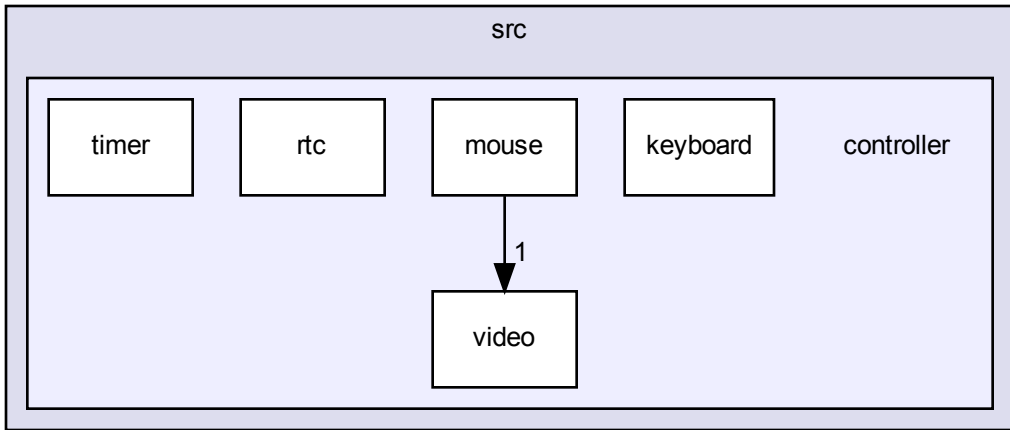 src
timer
rtc
mouse
keyboard
controller
1
video